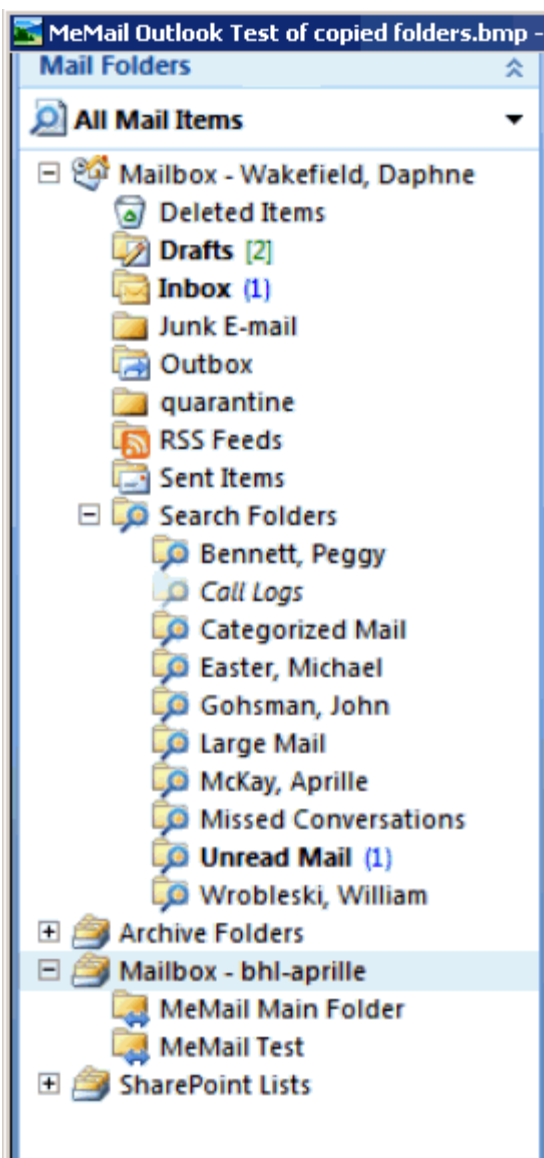 MeMail Outlook Test of copied folders.bmp -
Mail Folders
All Mail Items
Mailbox - Wakefield, Daphne
Deleted Items
Drafts [2]
Inbox (1)
Junk E-mail
Outbox
quarantine
RSS Feeds
Sent Items
Search Folders
Bennett, Peggy
Call Logs
Categorized Mail
Easter, Michael
Gohsman, John
Large Mail
McKay, Aprille
Missed Conversations
Unread Mail (1)
Wrobleski, William
Archive Folders
Mailbox - bhl-aprille
MeMail Main Folder
MeMail Test
SharePoint Lists